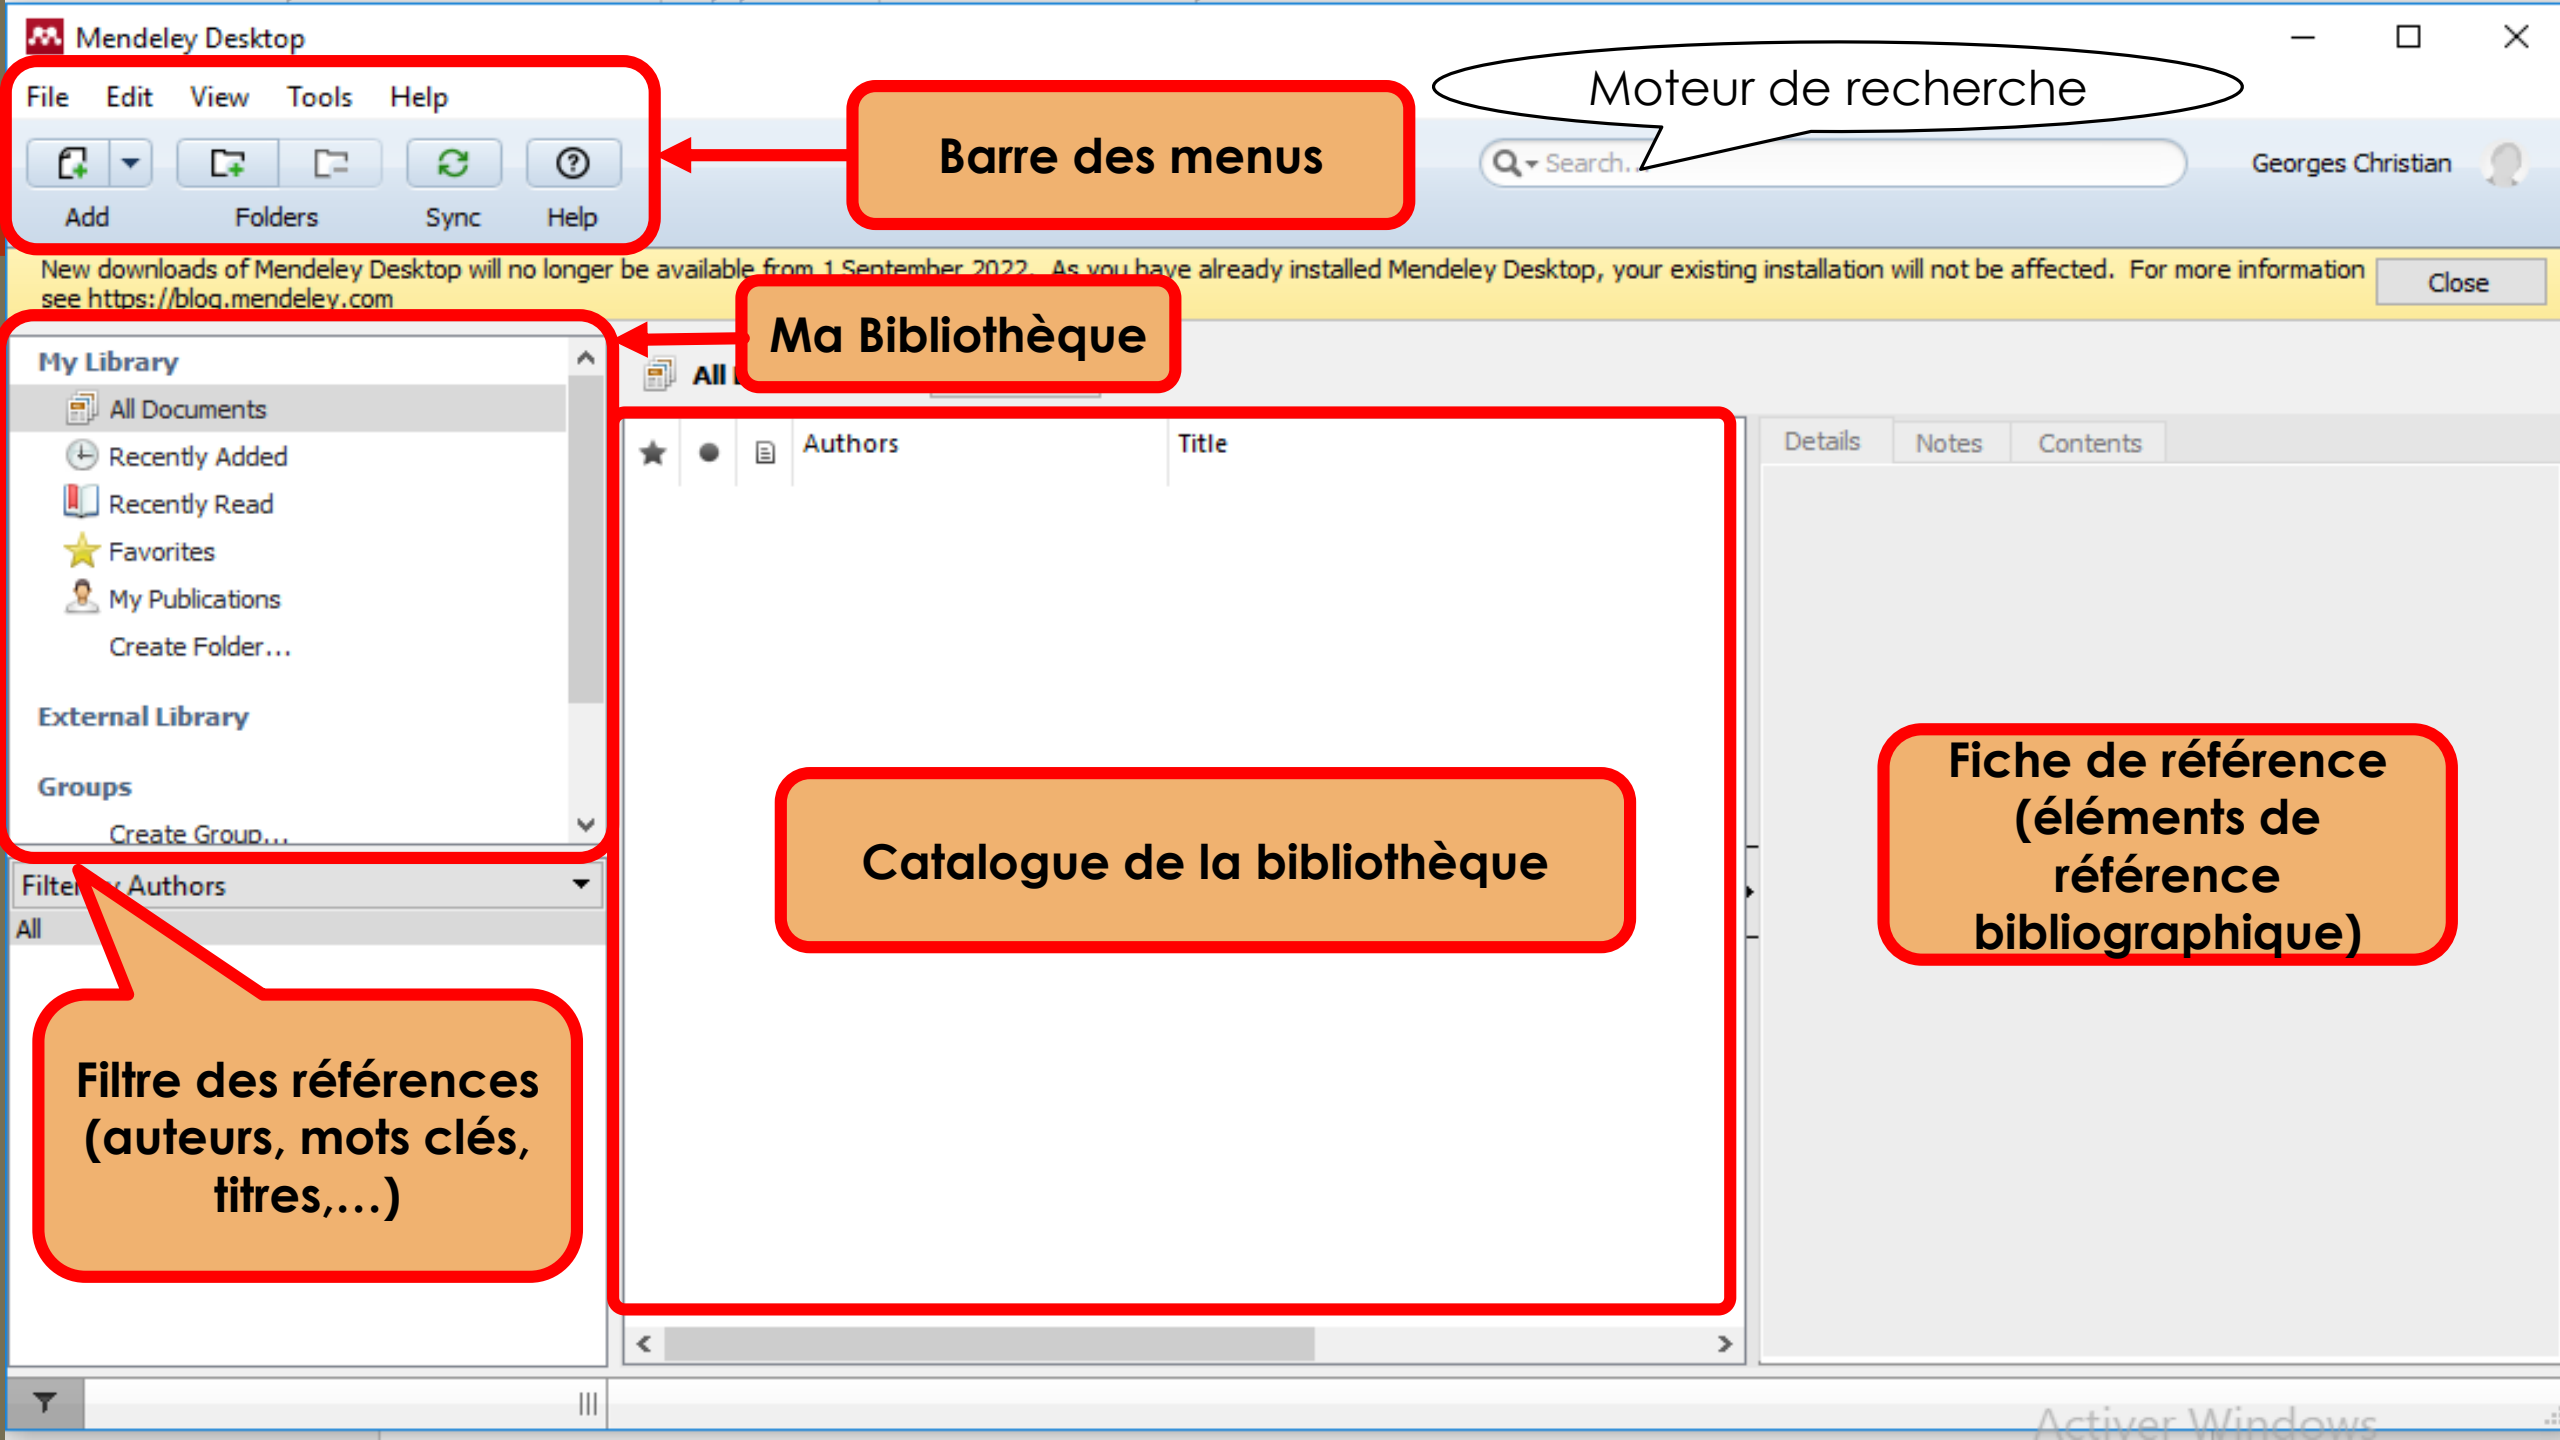 Mendeley Desktop
File Edit View Tools Help
Moteur de recherche
Barre des menus
Search...
Georges Christian
Add Folders Sync Help
New downloads of Mendeley Desktop will no longer be available from 1 September 2022. As you have already installed Mendeley Desktop, your existing installation will not be affected. For more information
see https://blog.mendeley.com
Close
Ma Bibliothèque
My Library
All
All Documents
Recently Added
Recently Read
Favorites
My Publications
Create Folder...
External Library
Groups
Create Group...
Authors Title
Details Notes Contents
Catalogue de la bibliothèque
Fiche de référence
(éléments de
référence
bibliographique)
Filter Authors
All
Filtre des références
(auteurs, mots clés,
titres,...)
Activer Windows